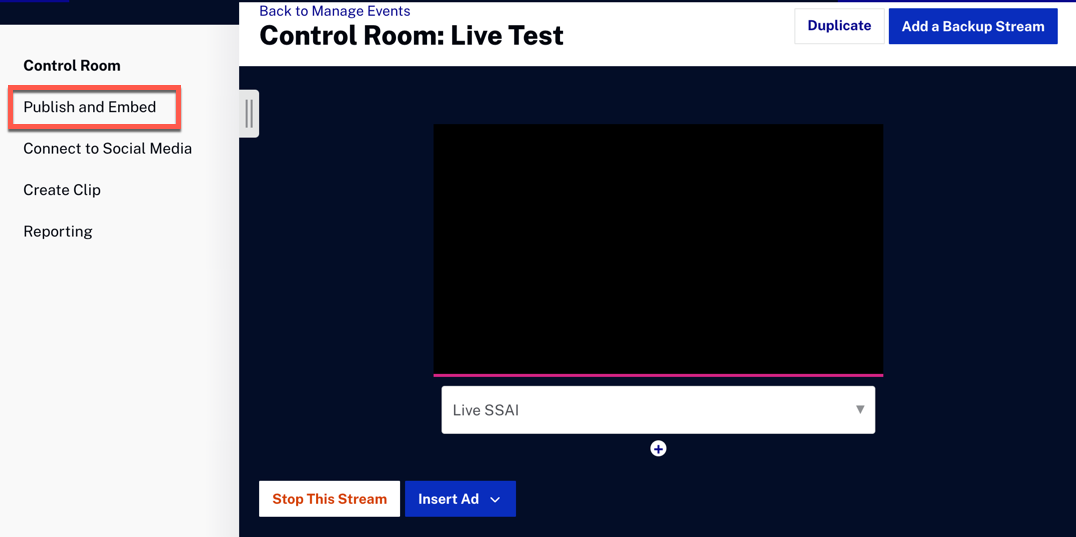 Back to Manage Events
Control Room: Live Test
Duplicate
Add a Backup Stream
Control Room
Publish and Embed
Connect to Social Media
Create Clip
Reporting
Live SSAI
Stop This Stream
Insert Ad